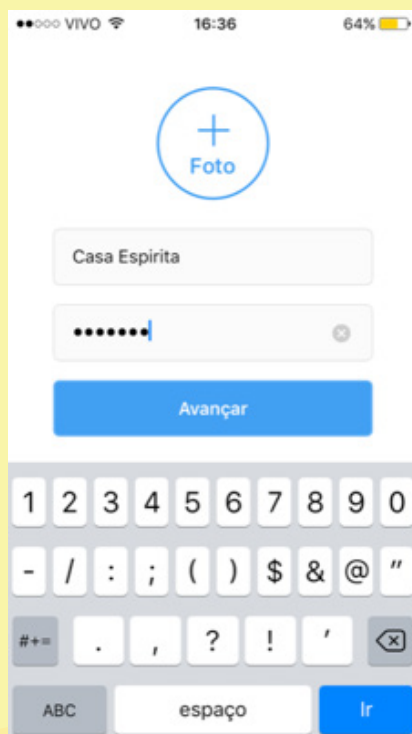 ●●○○○ VIVO 16:36 64%
+
Foto
Casa Espirita
•••••••
Avançar
1 2 3 4 5 6 7 8 9 0
- / : ; ( ) $ & @ "
#+= . , ? ! '
ABC espaço Ir